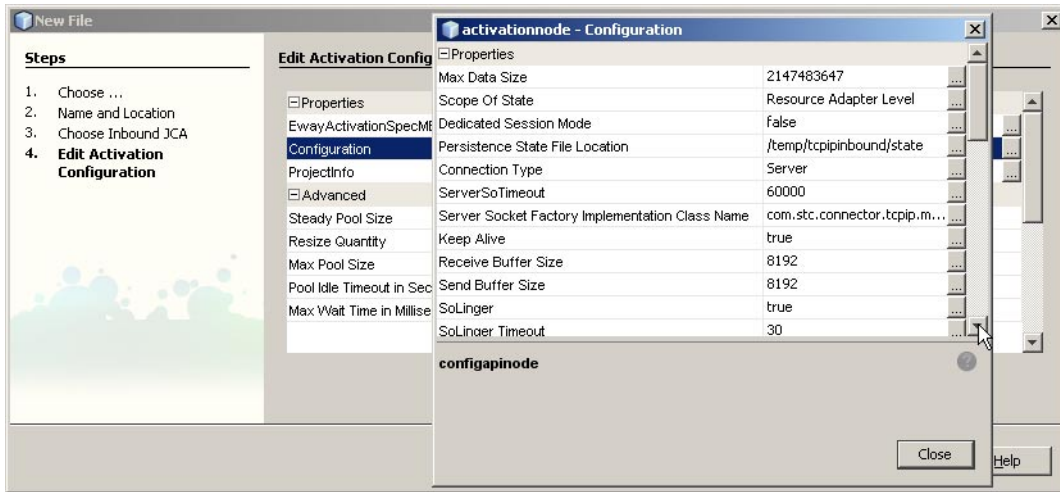 New File
Steps
1. Choose ...
2. Name and Location
3. Choose Inbound JCA
4. Edit Activation
Configuration
Edit Activation Config
Properties
EwayActivationSpecME
Configuration
ProjectInfo
Advanced
Steady Pool Size
Resize Quantity
Max Pool Size
Pool Idle Timeout in Sec
Max Wait Time in Millise
activationnode - Configuration
Properties
Max Data Size 2147483647 ...
Scope Of State Resource Adapter Level ...
Dedicated Session Mode false ...
Persistence State File Location /temp/tcpipinbound/state ...
Connection Type Server ...
ServerSoTimeout 60000 ...
Server Socket Factory Implementation Class Name com.stc.connector.tcpip.m... ...
Keep Alive true ...
Receive Buffer Size 8192 ...
Send Buffer Size 8192 ...
SoLinger true ...
SoLinger Timeout 30 ...
configapinode
Close
Help